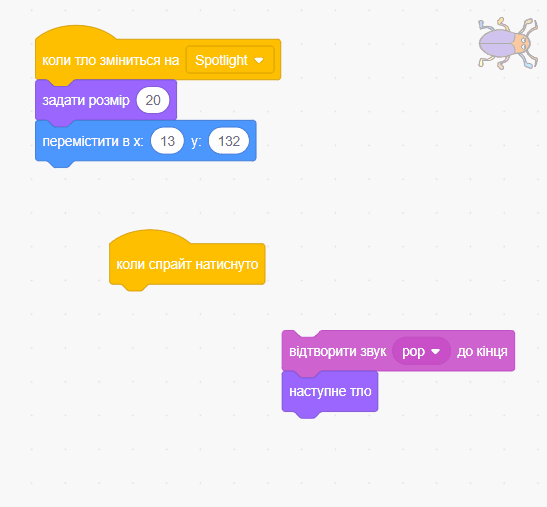 коли тло зміниться на Spotlight
задати розмір 20
перемістити в x: 13 y: 132
коли спрайт натиснуто
відтворити звук pop до кінця
наступне тло